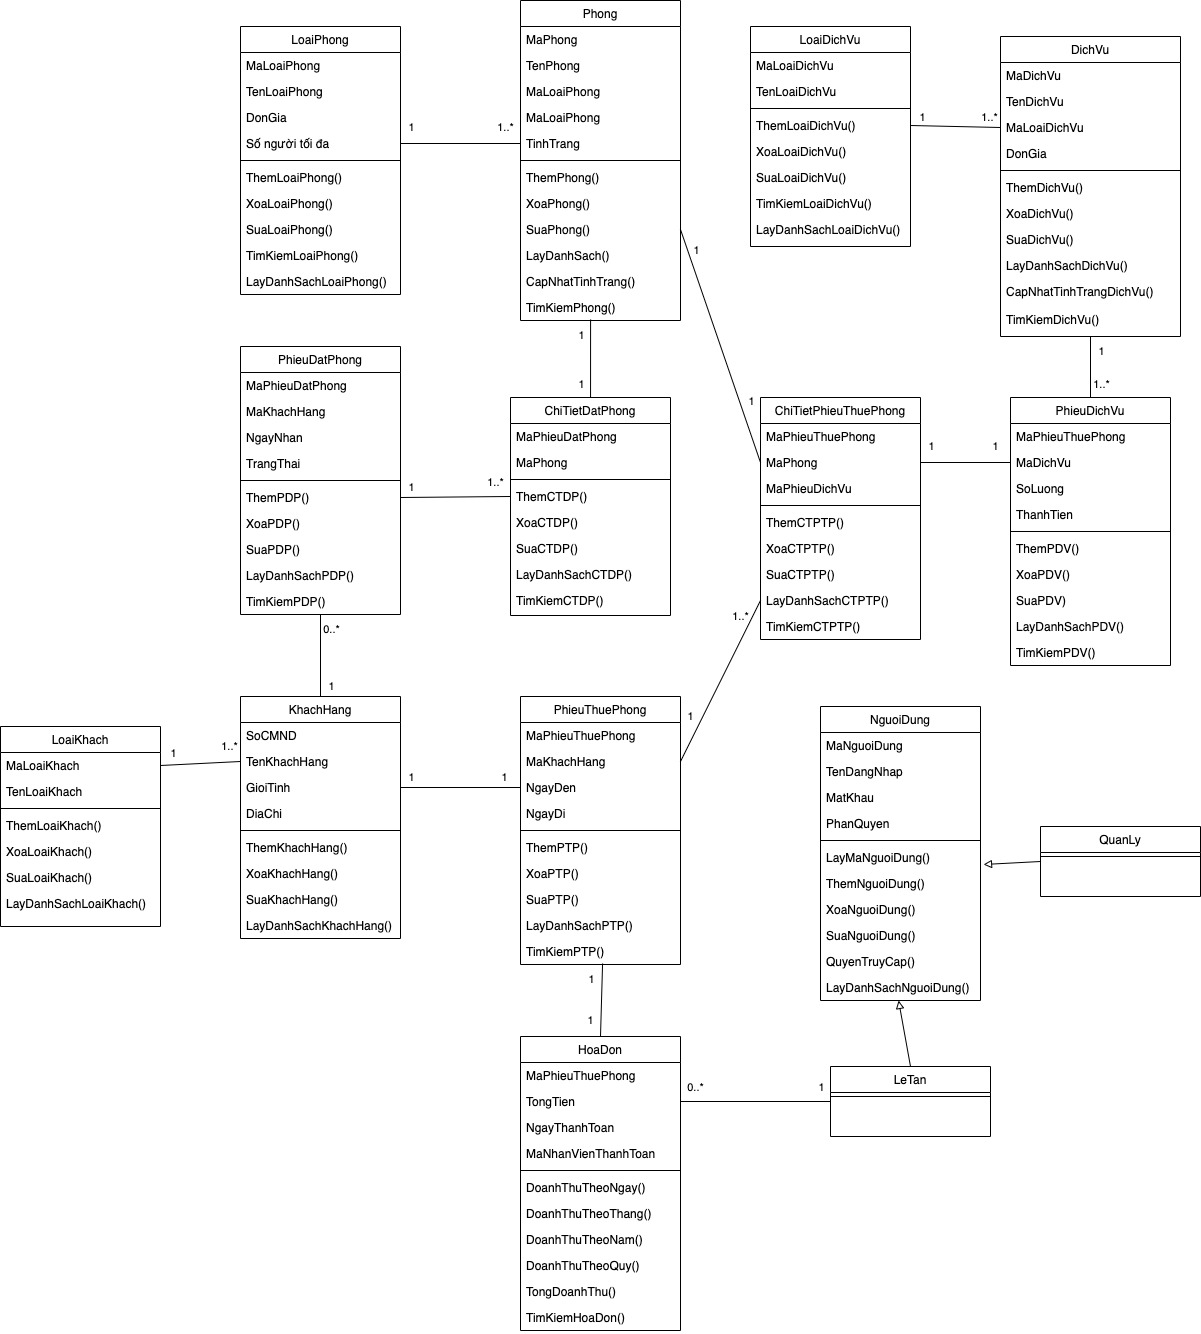 LoaiPhong
MaLoaiPhong
TenLoaiPhong
DonGia
Số người tối đa
ThemLoaiPhong()
XoaLoaiPhong()
SuaLoaiPhong()
TimKiemLoaiPhong()
LayDanhSachLoaiPhong()
1
1..*
Phong
MaPhong
TenPhong
MaLoaiPhong
MaLoaiPhong
TinhTrang
ThemPhong()
XoaPhong()
SuaPhong()
LayDanhSach()
CapNhatTinhTrang()
TimKiemPhong()
1
1
1
1
LoaiDichVu
MaLoaiDichVu
TenLoaiDichVu
ThemLoaiDichVu()
XoaLoaiDichVu()
SuaLoaiDichVu()
TimKiemLoaiDichVu()
LayDanhSachLoaiDichVu()
1
1..*
DichVu
MaDichVu
TenDichVu
MaLoaiDichVu
DonGia
ThemDichVu()
XoaDichVu()
SuaDichVu()
LayDanhSachDichVu()
CapNhatTinhTrangDichVu()
TimKiemDichVu()
1
1..*
PhieuDatPhong
MaPhieuDatPhong
MaKhachHang
NgayNhan
TrangThai
ThemPDP()
XoaPDP()
SuaPDP()
LayDanhSachPDP()
TimKiemPDP()
1
1..*
0..*
1
ChiTietDatPhong
MaPhieuDatPhong
MaPhong
ThemCTDP()
XoaCTDP()
SuaCTDP()
LayDanhSachCTDP()
TimKiemCTDP()
ChiTietPhieuThuePhong
MaPhieuThuePhong
MaPhong
MaPhieuDichVu
ThemCTPTP()
XoaCTPTP()
SuaCTPTP()
LayDanhSachCTPTP()
TimKiemCTPTP()
1
1
1..*
1
PhieuDichVu
MaPhieuThuePhong
MaDichVu
SoLuong
ThanhTien
ThemPDV()
XoaPDV()
SuaPDV)
LayDanhSachPDV()
TimKiemPDV()
LoaiKhach
MaLoaiKhach
TenLoaiKhach
ThemLoaiKhach()
XoaLoaiKhach()
SuaLoaiKhach()
LayDanhSachLoaiKhach()
1
1..*
KhachHang
SoCMND
TenKhachHang
GioiTinh
DiaChi
ThemKhachHang()
XoaKhachHang()
SuaKhachHang()
LayDanhSachKhachHang()
1
1
PhieuThuePhong
MaPhieuThuePhong
MaKhachHang
NgayDen
NgayDi
ThemPTP()
XoaPTP()
SuaPTP()
LayDanhSachPTP()
TimKiemPTP()
1
1
NguoiDung
MaNguoiDung
TenDangNhap
MatKhau
PhanQuyen
LayMaNguoiDung()
ThemNguoiDung()
XoaNguoiDung()
SuaNguoiDung()
QuyenTruyCap()
LayDanhSachNguoiDung()
QuanLy
HoaDon
MaPhieuThuePhong
TongTien
NgayThanhToan
MaNhanVienThanhToan
DoanhThuTheoNgay()
DoanhThuTheoThang()
DoanhThuTheoNam()
DoanhThuTheoQuy()
TongDoanhThu()
TimKiemHoaDon()
0..*
1
LeTan